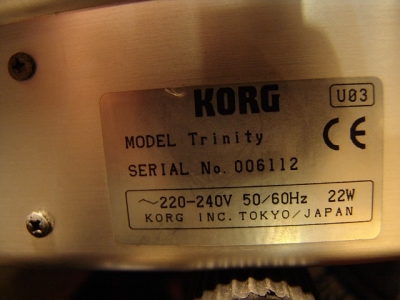 KORG U03
MODEL Trinity
CE
SERIAL No. 006112
~220-240V 50/60Hz 22W
KORG INC. TOKYO/JAPAN